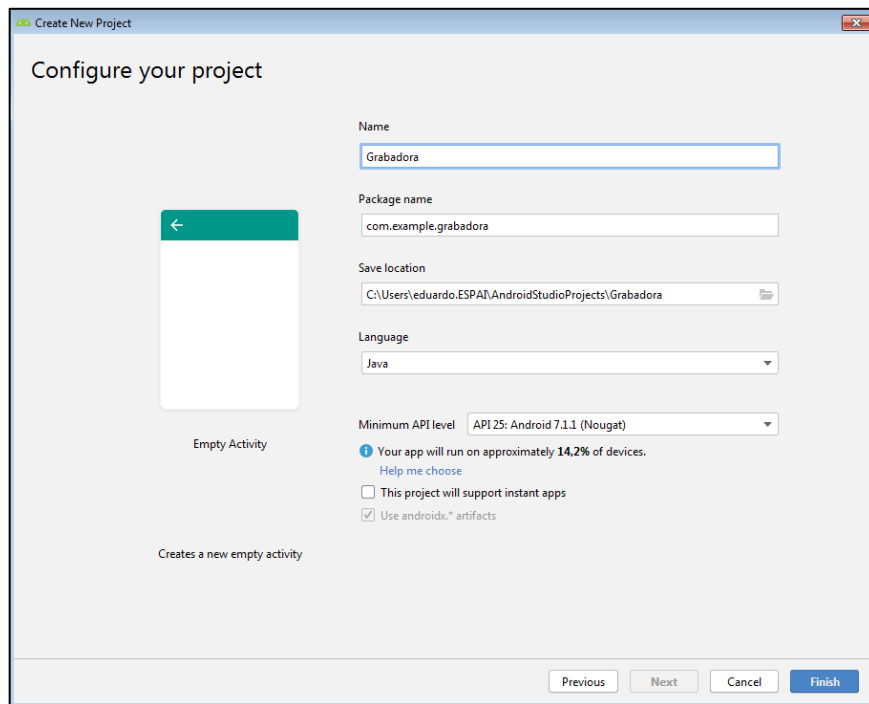 Create New Project
Configure your project
Name
Grabadora
Package name
com.example.grabadora
Save location
C:\Users\eduardo.ESPAI\AndroidStudioProjects\Grabadora
Language
Java
Minimum API level API 25: Android 7.1.1 (Nougat)
Empty Activity
Your app will run on approximately 14,2% of devices.
Help me choose
This project will support instant apps
Use androidx.* artifacts
Creates a new empty activity
Previous Next Cancel Finish